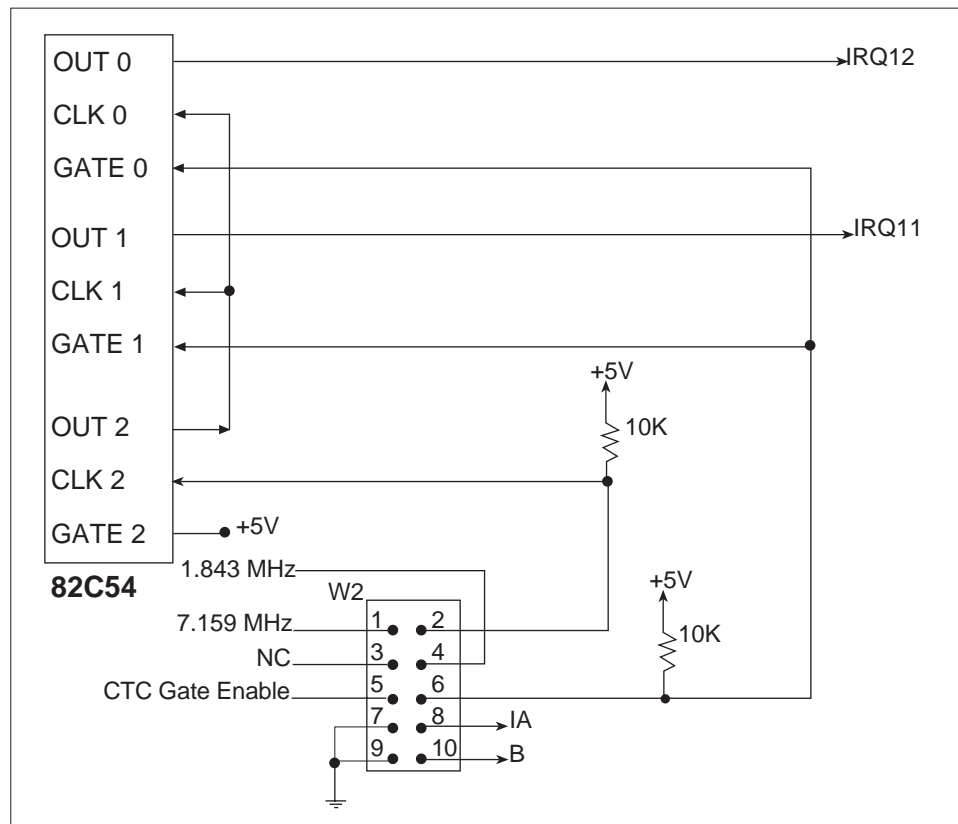 OUT 0
IRQ12
CLK 0
GATE 0
OUT 1
IRQ11
CLK 1
GATE 1
+5V
OUT 2
10K
CLK 2
GATE 2
+5V
82C54
1.843 MHz
+5V
W2
7.159 MHz
1 2
10K
NC
3 4
CTC Gate Enable
5 6
7 8
IA
9 10
B